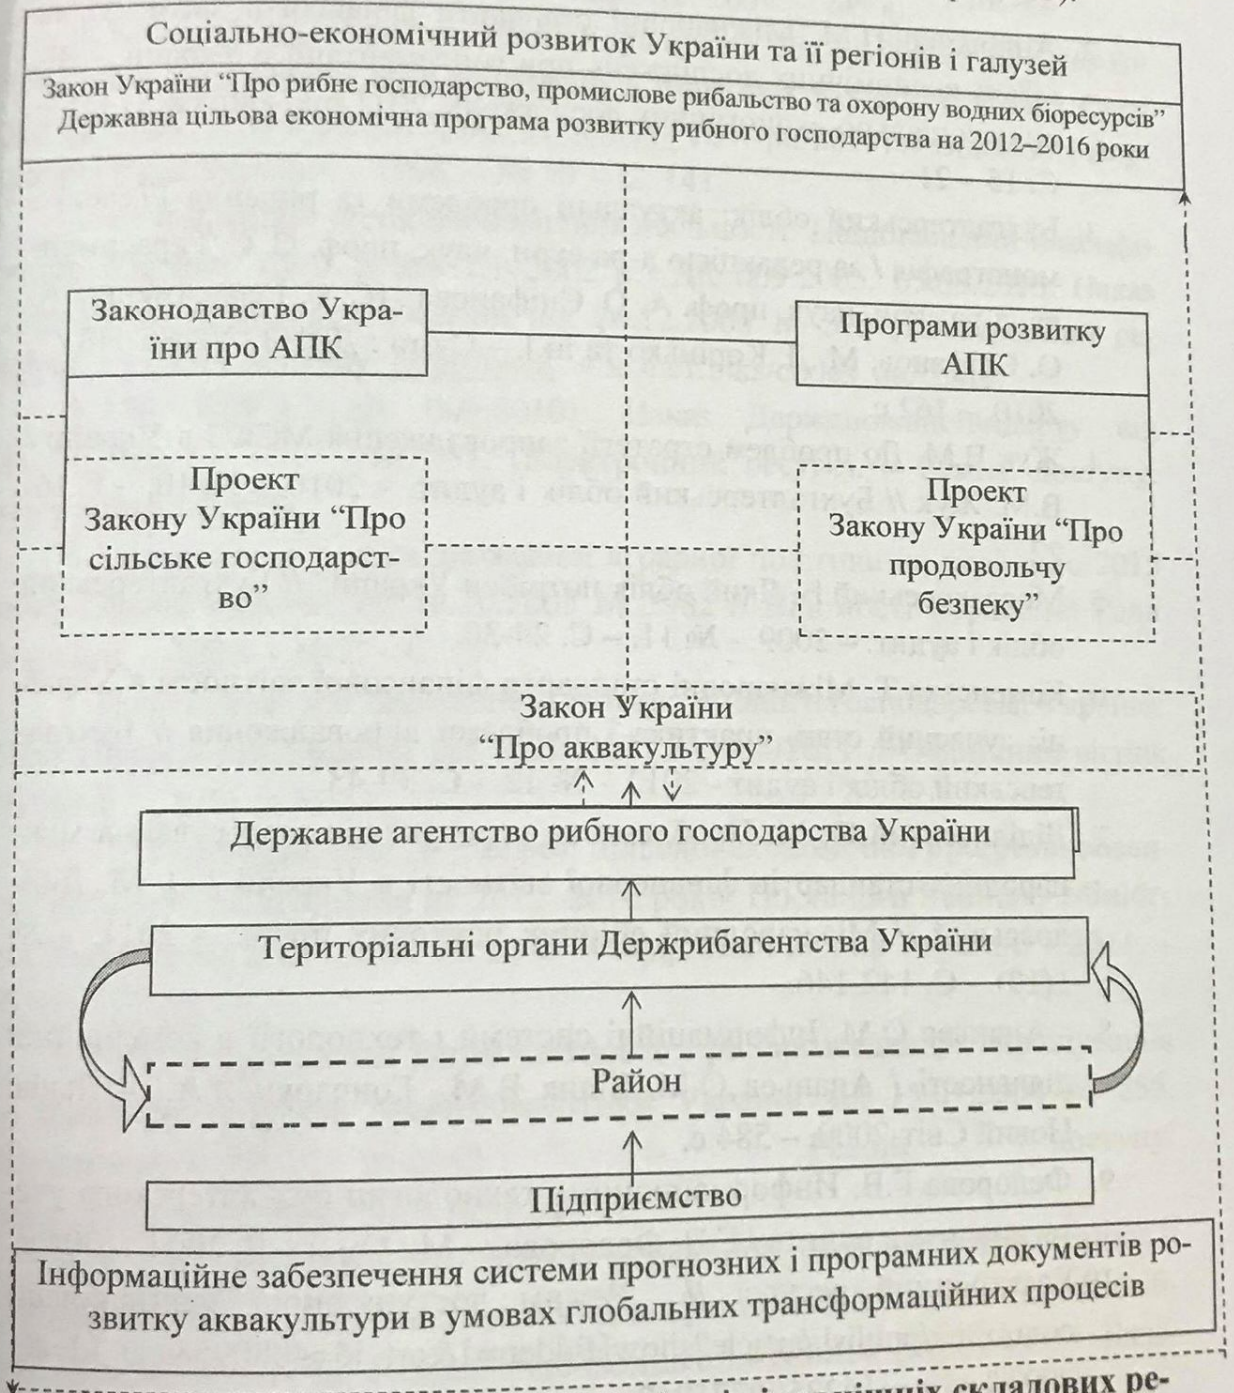 Соціально-економічний розвиток України та її регіонів і галузей
Закон України “Про рибне господарство, промислове рибальство та охорону водних біоресурсів”
Державна цільова економічна програма розвитку рибного господарства на 2012–2016 роки
Законодавство Укра-
їни про АПК
Програми розвитку
АПК
Проект
Закону України “Про
сільське господарст-
во”
Проект
Закону України “Про
продовольчу
безпеку”
Закон України
“Про аквакультуру”
Державне агентство рибного господарства України
Територіальні органи Держрибагентства України
Район
Підприємство
Інформаційне забезпечення системи прогнозних і програмних документів ро-
звитку аквакультури в умовах глобальних трансформаційних процесів
складових ре-